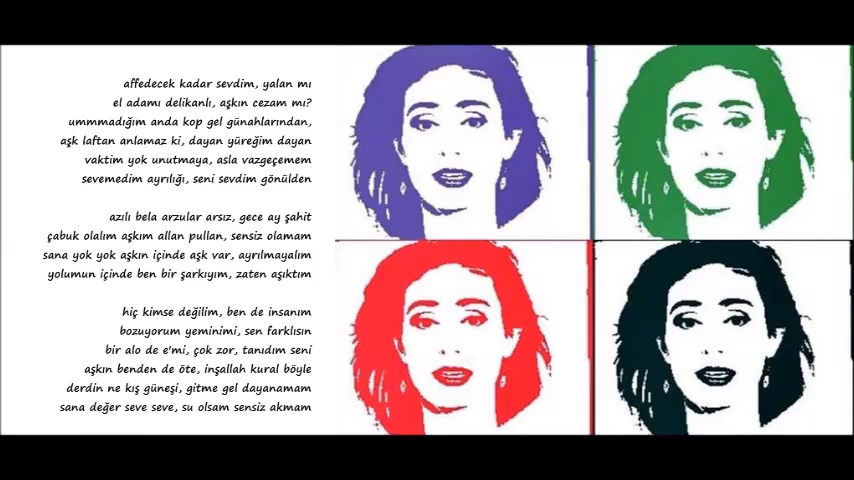 affedecek kadar sevdim, yalan mı
el adamı delikanlı, aşkın cezam mı?
ummmadığım anda kop gel günahlarından,
aşk laftan anlamaz ki, dayan yüreğim dayan
vaktim yok unutmaya, asla vazgeçemem
sevemedim ayrılığı, seni sevdim gönülden
azılı bela arzular arsız, gece ay şahit
çabuk olalım aşkım allan pullan, sensiz olamam
sana yok yok aşkın içinde aşk var, ayrılmayalım
yolumun içinde ben bir şarkıyım, zaten aşıktım
hiç kimse değilim, ben de insanım
bozuyorum yeminimi, sen farklısın
bir alo de e'mi, çok zor, tanıdım seni
aşkın benden de öte, inşallah kural böyle
derdin ne kış güneşi, gitme gel dayanamam
sana değer seve seve, su olsam sensiz akmam